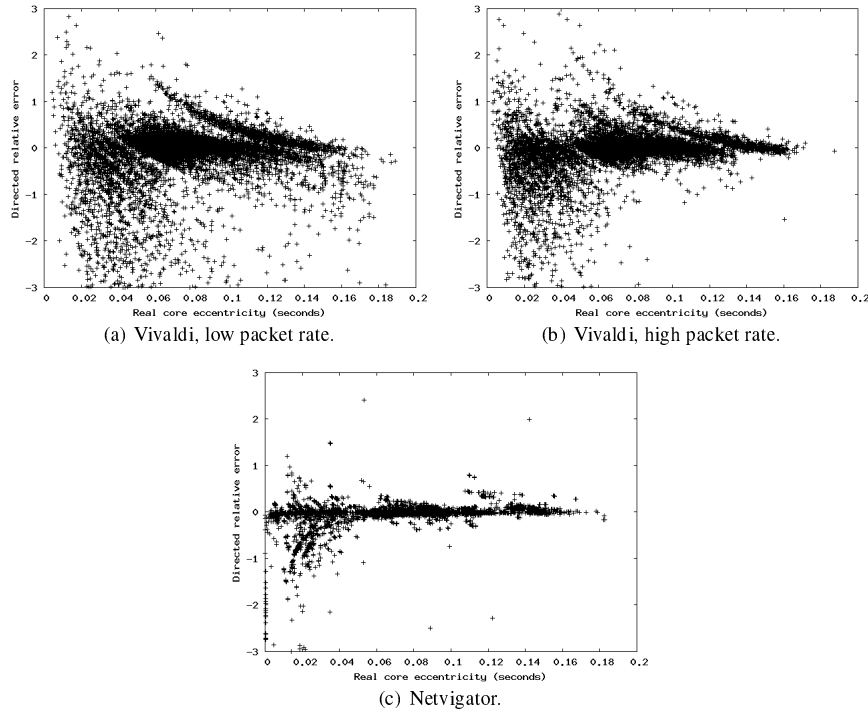 3
2
1
0
-1
-2
-3
Directed relative error
0 0.02 0.04 0.06 0.08 0.1 0.12 0.14 0.16 0.18 0.2
Real core eccentricity (seconds)
(a) Vivaldi, low packet rate.
3
2
1
0
-1
-2
-3
Directed relative error
0 0.02 0.04 0.06 0.08 0.1 0.12 0.14 0.16 0.18 0.2
Real core eccentricity (seconds)
(b) Vivaldi, high packet rate.
3
2
1
0
-1
-2
-3
Directed relative error
0 0.02 0.04 0.06 0.08 0.1 0.12 0.14 0.16 0.18 0.2
Real core eccentricity (seconds)
(c) Netvigator.